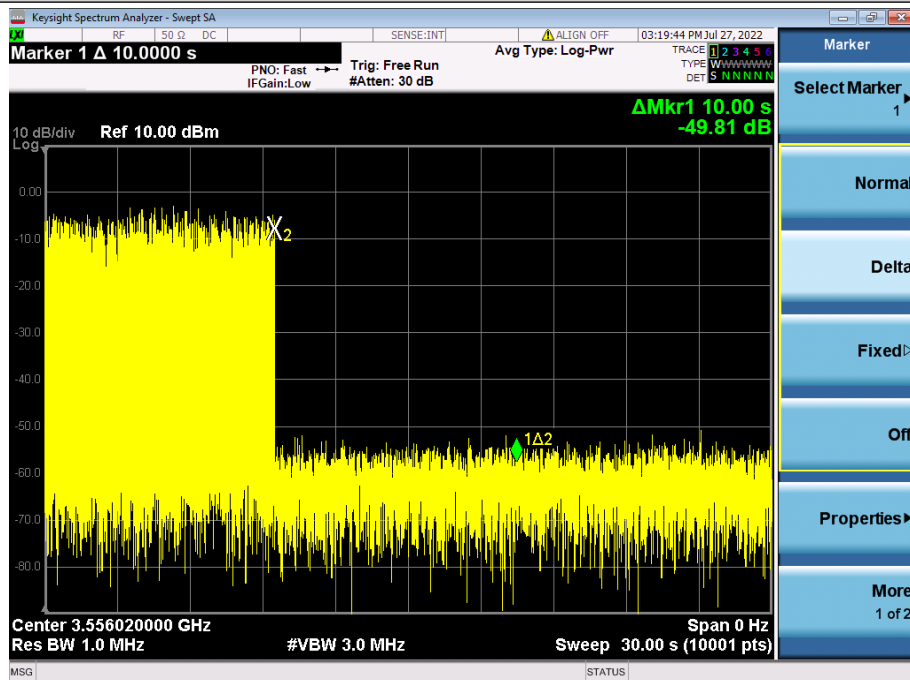 Keysight Spectrum Analyzer - Swept SA
LXI
RF
50 Ω DC
SENSE:INT
ALIGN OFF
03:19:44 PM Jul 27, 2022
Marker 1 Δ 10.0000 s
PNO: Fast
IFGain:Low
Trig: Free Run
#Atten: 30 dB
Avg Type: Log-Pwr
TRACE 1 2 3 4 5 6
TYPE WWWWWW
DET S N N N N N
ΔMkr1 10.00 s
-49.81 dB
10 dB/div
Log
Ref 10.00 dBm
0.00
-10.0
-20.0
-30.0
-40.0
-50.0
-60.0
-70.0
-80.0
X2
1Δ2
Center 3.556020000 GHz
Span 0 Hz
Res BW 1.0 MHz
#VBW 3.0 MHz
Sweep 30.00 s (10001 pts)
MSG
STATUS
Marker
Select Marker
1
Normal
Delta
Fixed
Off
Properties
More
1 of 2